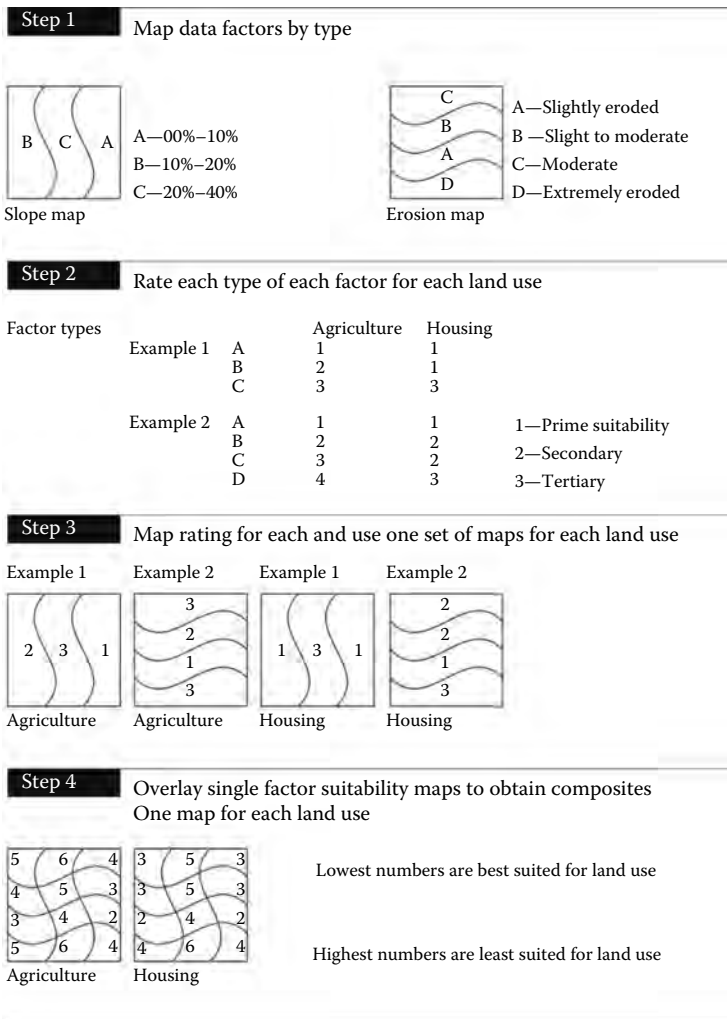 Step 1
Map data factors by type
B C A
A—00%–10%
B—10%–20%
C—20%–40%
Slope map
C
B
A
D
A—Slightly eroded
B —Slight to moderate
C—Moderate
D—Extremely eroded
Erosion map
Step 2
Rate each type of each factor for each land use
Factor types
Agriculture Housing
Example 1 A 1 1
B 2 1
C 3 3
Example 2 A 1 1
B 2 2
C 3 2
D 4 3
1—Prime suitability
2—Secondary
3—Tertiary
Step 3
Map rating for each and use one set of maps for each land use
Example 1 Example 2 Example 1 Example 2
2 3 1
3
2
1
3
1 3 1
2
2
1
3
Agriculture Agriculture Housing Housing
Step 4
Overlay single factor suitability maps to obtain composites
One map for each land use
5 6 4
4 5 3
3 4 2
5 6 4
Agriculture
3 5 3
3 5 3
2 4 2
4 6 4
Housing
Lowest numbers are best suited for land use
Highest numbers are least suited for land use